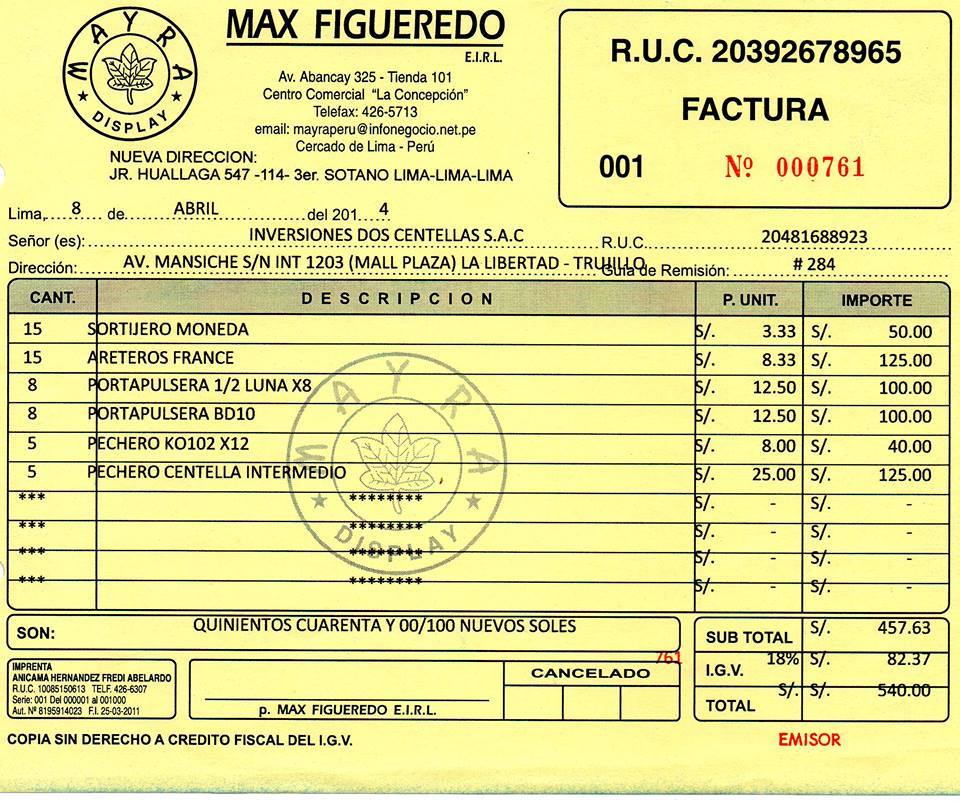 MAYRA
DISPLAY
MAX FIGUEREDO
E.I.R.L.
Av. Abancay 325 - Tienda 101
Centro Comercial "La Concepción"
Telefax: 426-5713
email: mayraperu@infonegocio.net.pe
Cercado de Lima - Perú
NUEVA DIRECCION:
JR. HUALLAGA 547 -114- 3er. SOTANO LIMA-LIMA-LIMA
R.U.C. 20392678965
FACTURA
001 Nº 000761
Lima, 8 de ABRIL del 201 4
Señor (es): INVERSIONES DOS CENTELLAS S.A.C R.U.C. 20481688923
Dirección: AV. MANSICHE S/N INT 1203 (MALL PLAZA) LA LIBERTAD - TRUJILLO Guía de Remisión: # 284
CANT. DESCRIPCION P. UNIT. IMPORTE
15 SORTIJERO MONEDA S/. 3.33 S/. 50.00
15 ARETEROS FRANCE S/. 8.33 S/. 125.00
8 PORTAPULSERA 1/2 LUNA X8 S/. 12.50 S/. 100.00
8 PORTAPULSERA BD10 S/. 12.50 S/. 100.00
5 PECHERO KO102 X12 S/. 8.00 S/. 40.00
5 PECHERO CENTELLA INTERMEDIO S/. 25.00 S/. 125.00
*** ******** S/. - S/. -
*** ******** S/. - S/. -
*** ******** S/. - S/. -
*** ******** S/. - S/. -
MAYRA
DISPLAY
SON: QUINIENTOS CUARENTA Y 00/100 NUEVOS SOLES
SUB TOTAL S/. 457.63
761
I.G.V. 18% S/. 82.37
TOTAL S/. S/. 540.00
IMPRENTA
ANICAMA HERNANDEZ FREDI ABELARDO
R.U.C. 10085150613 TELF. 426-6307
Serie: 001 Del 000001 al 001000
Aut. Nº 8195914023 F.I. 25-03-2011
p. MAX FIGUEREDO E.I.R.L.
CANCELADO
COPIA SIN DERECHO A CREDITO FISCAL DEL I.G.V.
EMISOR